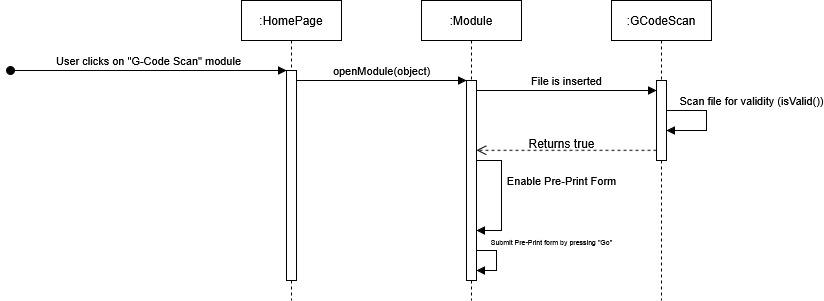 :HomePage
:Module
:GCodeScan
User clicks on "G-Code Scan" module
openModule(object)
File is inserted
Scan file for validity (isValid())
Returns true
Enable Pre-Print Form
Submit Pre-Print form by pressing "Go"